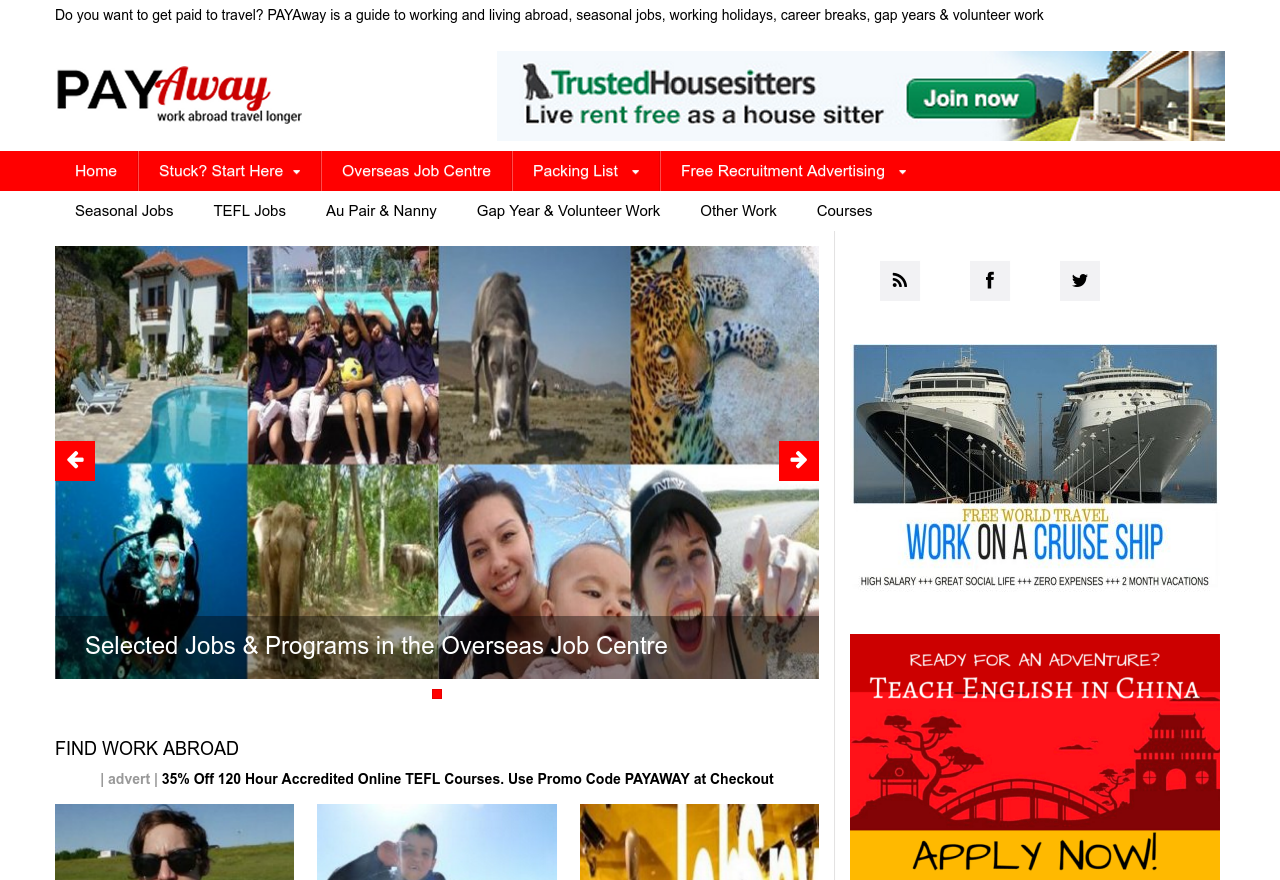 Do you want to get paid to travel? PAYAway is a guide to working and living abroad, seasonal jobs, working holidays, career breaks, gap years & volunteer work
PAYAway
work abroad travel longer
TrustedHousesitters
Live rent free as a house sitter
Join now
Home
Stuck? Start Here
Overseas Job Centre
Packing List
Free Recruitment Advertising
Seasonal Jobs
TEFL Jobs
Au Pair & Nanny
Gap Year & Volunteer Work
Other Work
Courses
Selected Jobs & Programs in the Overseas Job Centre
FREE WORLD TRAVEL
WORK ON A CRUISE SHIP
HIGH SALARY +++ GREAT SOCIAL LIFE +++ ZERO EXPENSES +++ 2 MONTH VACATIONS
READY FOR AN ADVENTURE?
TEACH ENGLISH IN CHINA
APPLY NOW!
FIND WORK ABROAD
| advert | 35% Off 120 Hour Accredited Online TEFL Courses. Use Promo Code PAYAWAY at Checkout